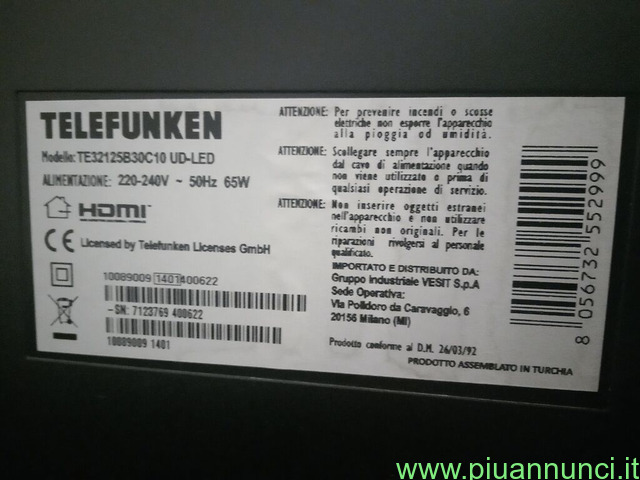 TELEFUNKEN
Modello: TE32125B30C10 UD-LED
ALIMENTAZIONE: 220-240V ~ 50Hz 65W
HDMI
CE Licensed by Telefunken Licenses GmbH
10089009 1401400622
-SN: 7123769 400622
10089009 1401
ATTENZIONE: Per prevenire incendi o scosse
elettriche non esporre l'apparecchio
alla pioggia od umidità.
ATTENZIONE: Scollegare sempre l'apparecchio
dal cavo di alimentazione quando
non viene utilizzato o prima di
qualsiasi operazione di servizio.
ATTENZIONE: Non inserire oggetti estranei
nell'apparecchio e non utilizzare
ricambi non originali. Per le
riparazioni rivolgersi al personale
qualificato.
IMPORTATO E DISTRIBUITO DA:
Gruppo Industriale VESIT S.p.A
Sede Operativa:
Via Polidoro da Caravaggio, 6
20156 Milano (MI)
Prodotto conforme al D.M. 26/03/92
PRODOTTO ASSEMBLATO IN TURCHIA
8 056732 552999
www.piuannunci.it